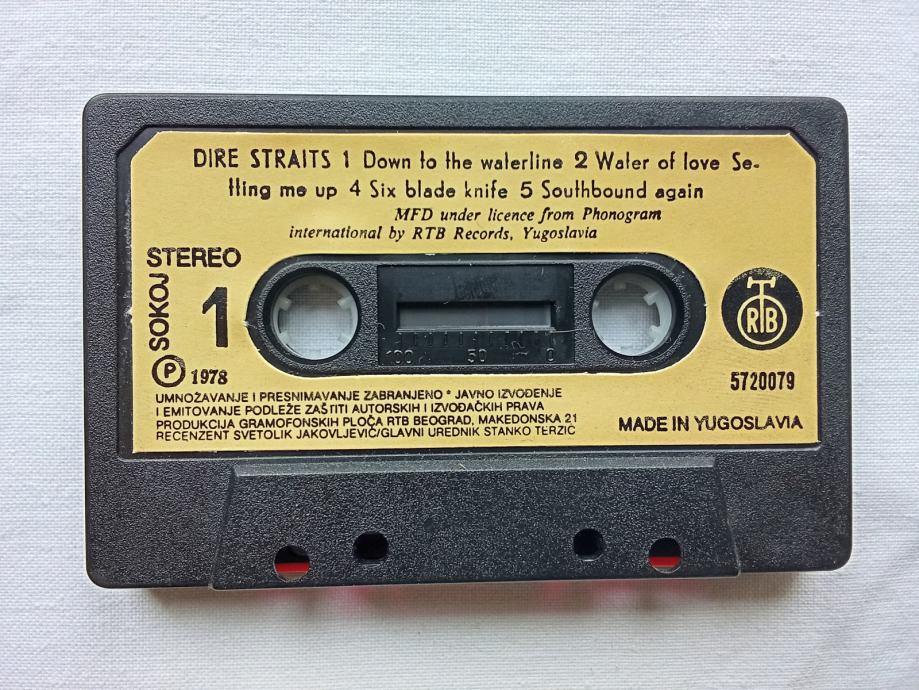 DIRE STRAITS 1 Down to the waterline 2 Water of love Se-
tting me up 4 Six blade knife 5 Southbound again
MFD under licence from Phonogram
international by RTB Records, Yugoslavia
STEREO
SOKOJ
1
RTB
100 50 0
Ⓟ 1978
5720079
UMNOŽAVANJE I PRESNIMAVANJE ZABRANJENO * JAVNO IZVOĐENJE
I EMITOVANJE PODLEŽE ZAŠTITI AUTORSKIH I IZVOĐAČKIH PRAVA
PRODUKCIJA GRAMOFONSKIH PLOČA RTB BEOGRAD, MAKEDONSKA 21
RECENZENT SVETOLIK JAKOVLJEVIĆ/GLAVNI UREDNIK STANKO TERZIĆ
MADE IN YUGOSLAVIA